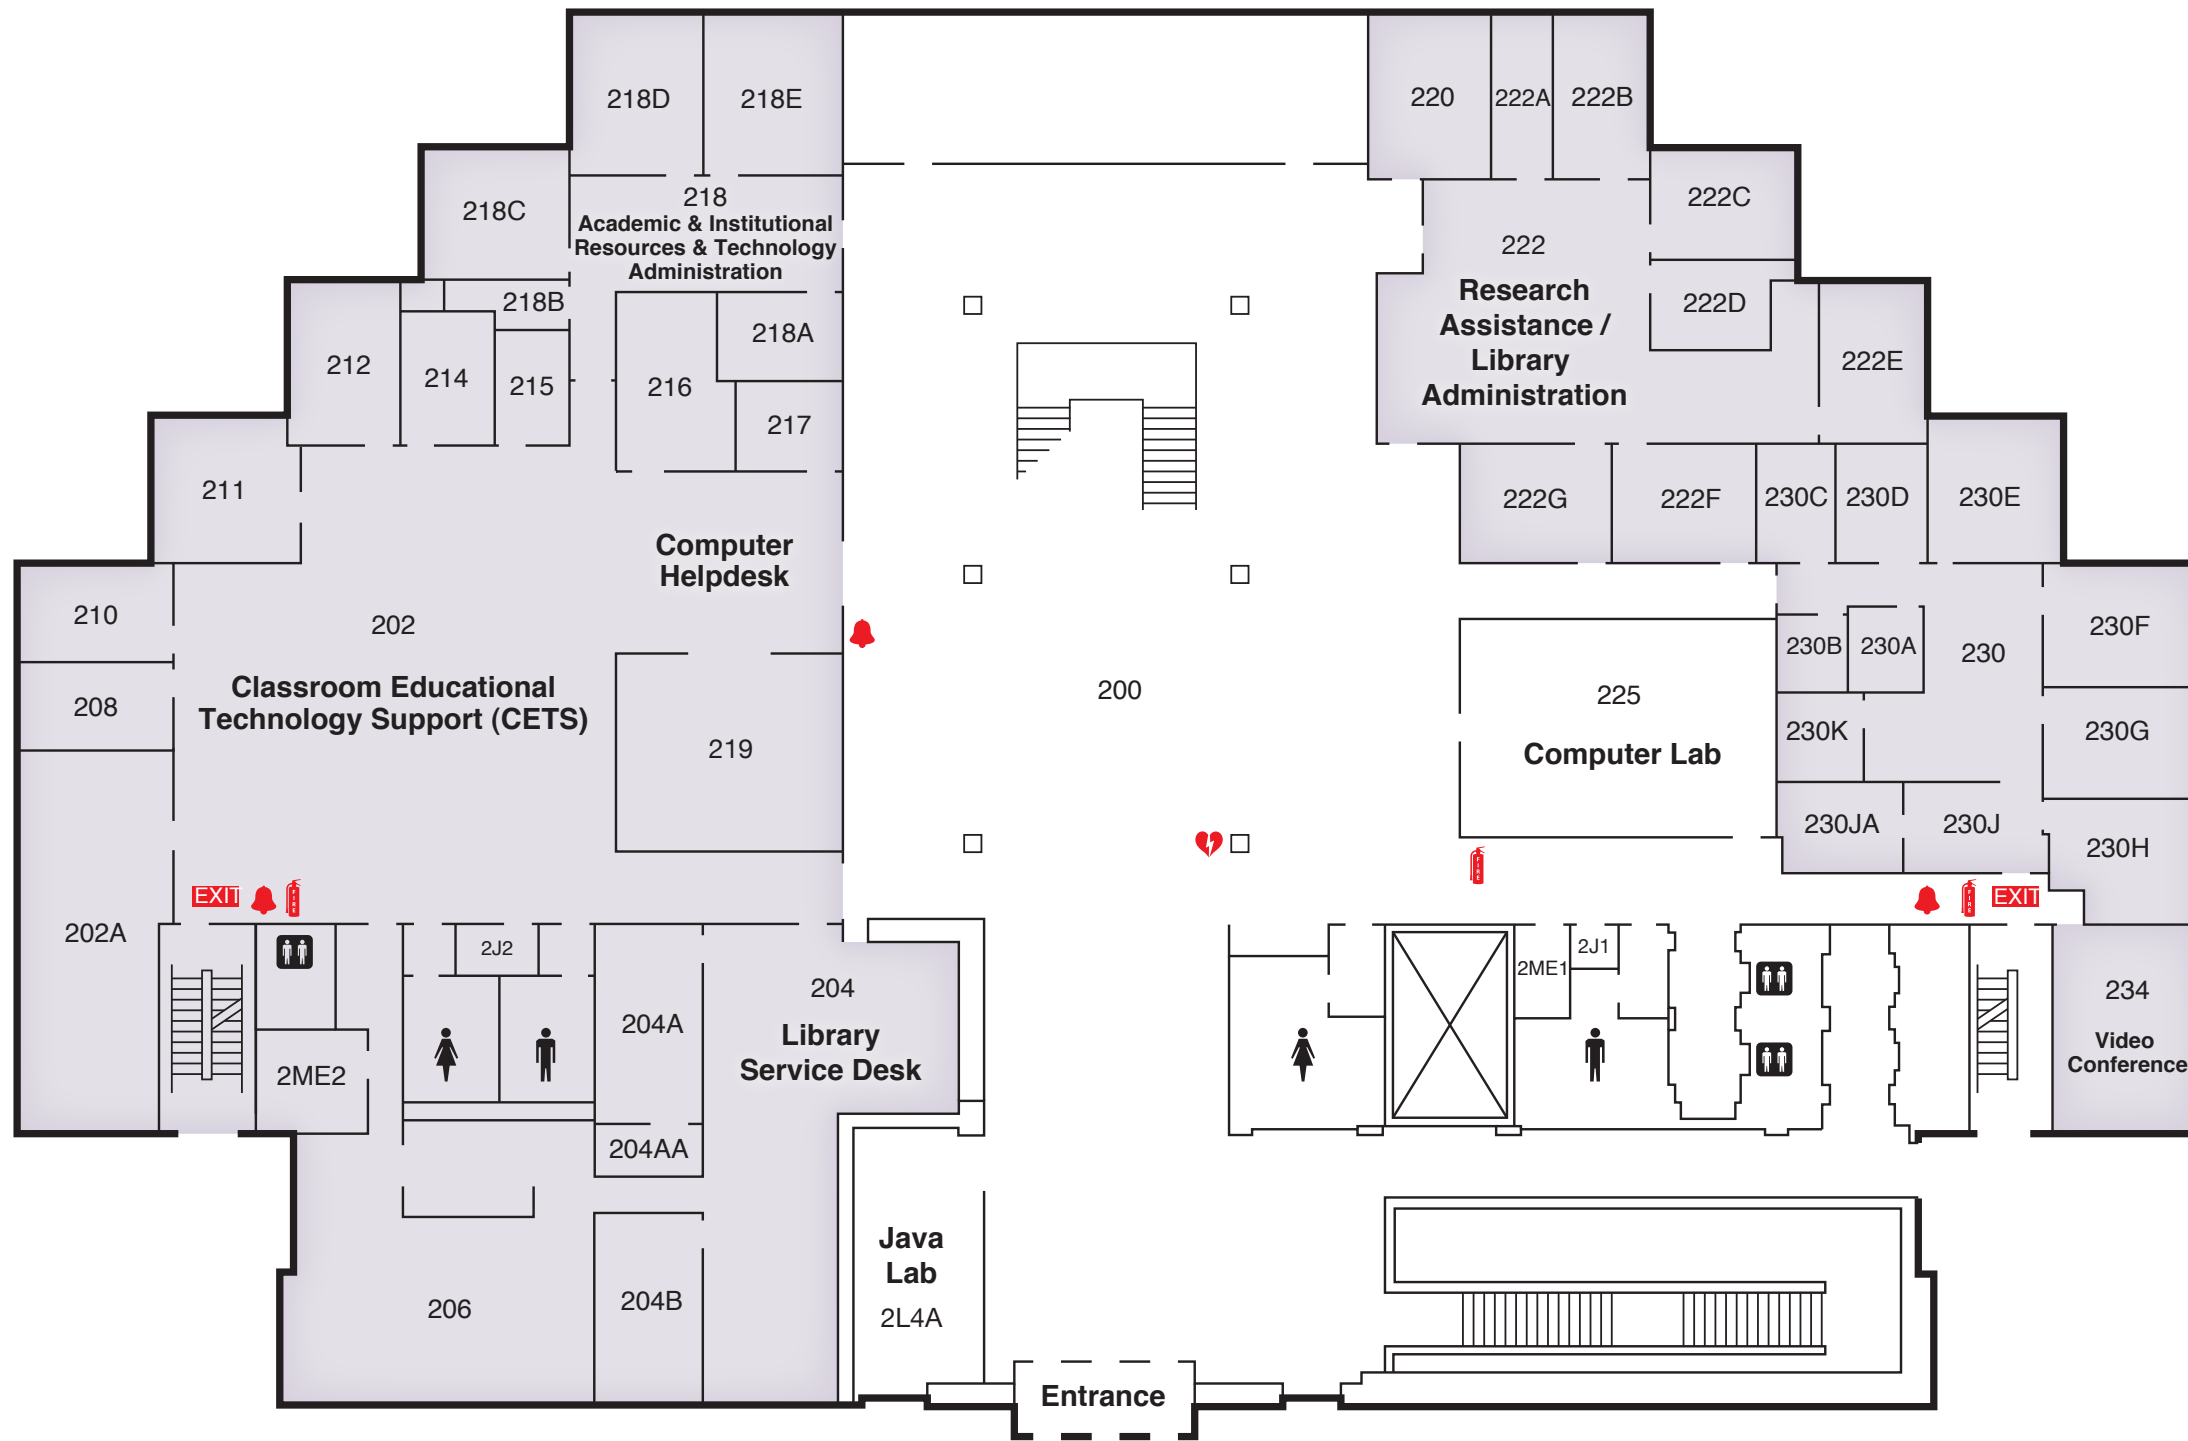 218D
218E
220
222A
222B
218C
218
Academic & Institutional
Resources & Technology
Administration
222C
222
218B
222D
Research
Assistance /
Library
Administration
218A
212
214
215
216
217
222E
211
222G
222F
230C
230D
230E
Computer
Helpdesk
210
202
230F
230B
230A
230
208
Classroom Educational
Technology Support (CETS)
200
225
Computer Lab
219
230K
230G
230JA
230J
230H
FIRE
EXIT
FIRE
FIRE
EXIT
202A
2J2
2J1
2ME1
204
Library
Service Desk
204A
234
Video
Conference
2ME2
204AA
Java
Lab
2L4A
206
204B
Entrance